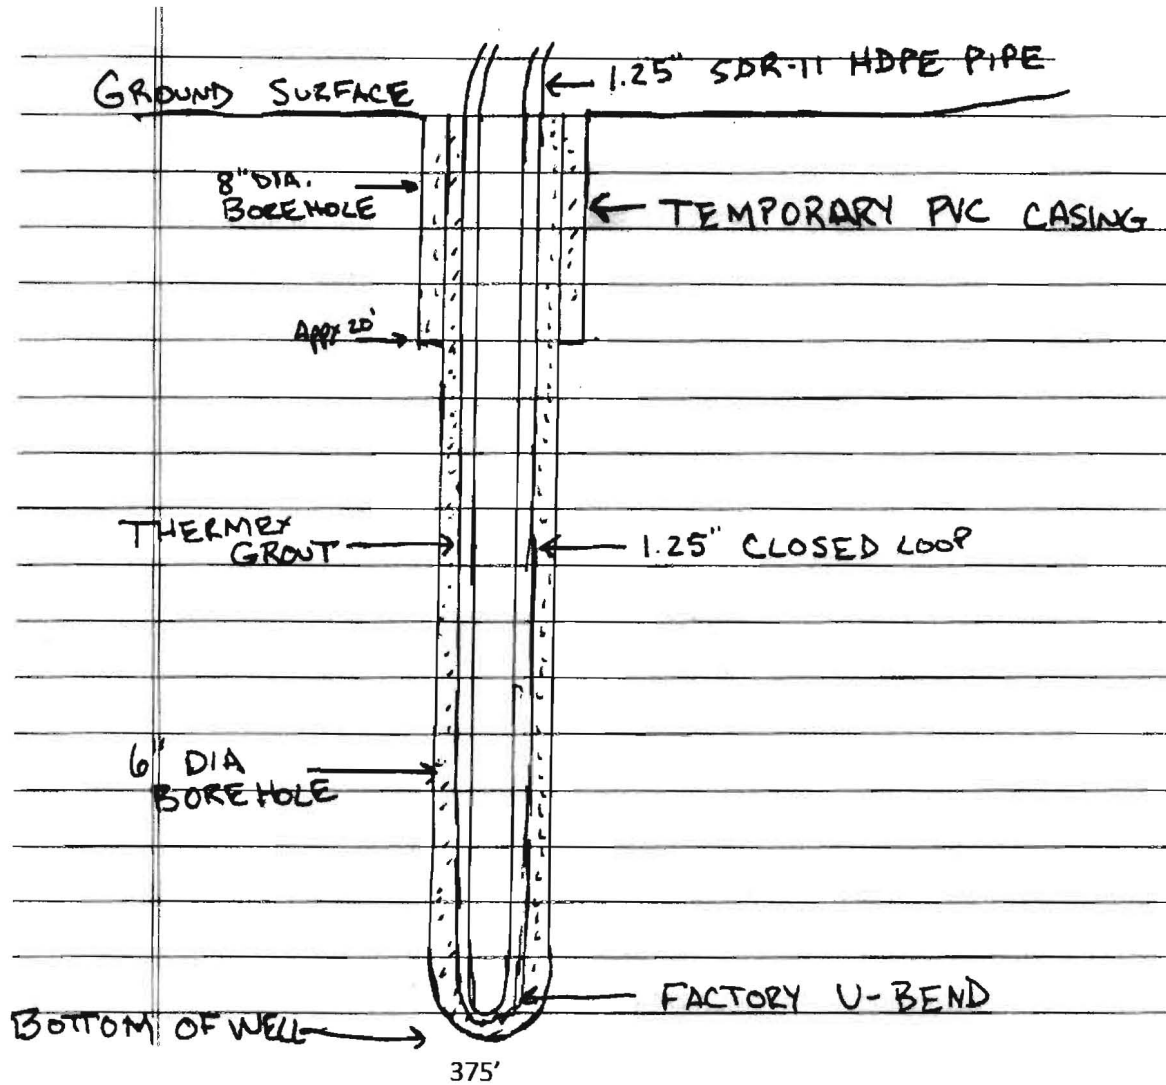 1.25" SDR-11 HDPE PIPE
GROUND SURFACE
8" DIA.
BOREHOLE
TEMPORARY PVC CASING
Appx 20'
THERMEX
GROUT
1.25" CLOSED LOOP
6" DIA
BOREHOLE
FACTORY U-BEND
BOTTOM OF WELL
375'